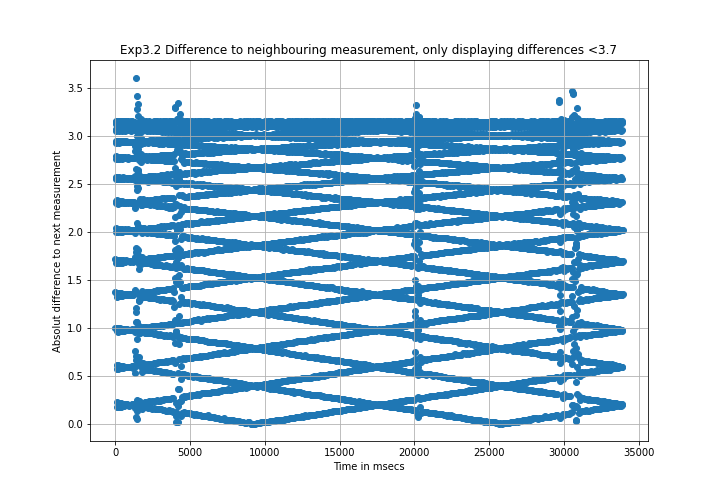 Exp3.2 Difference to neighbouring measurement, only displaying differences <3.7
Absolut difference to next measurement
3.5
3.0
2.5
2.0
1.5
1.0
0.5
0.0
0 5000 10000 15000 20000 25000 30000 35000
Time in msecs